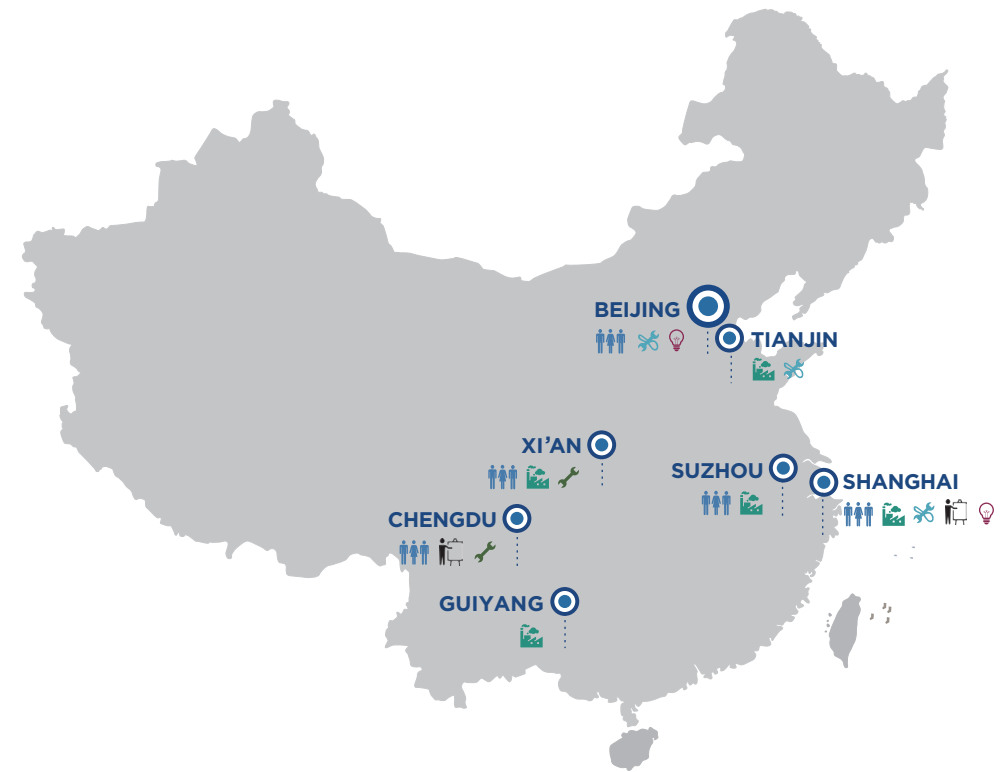 BEIJING
TIANJIN
XI'AN
SUZHOU
SHANGHAI
CHENGDU
GUIYANG